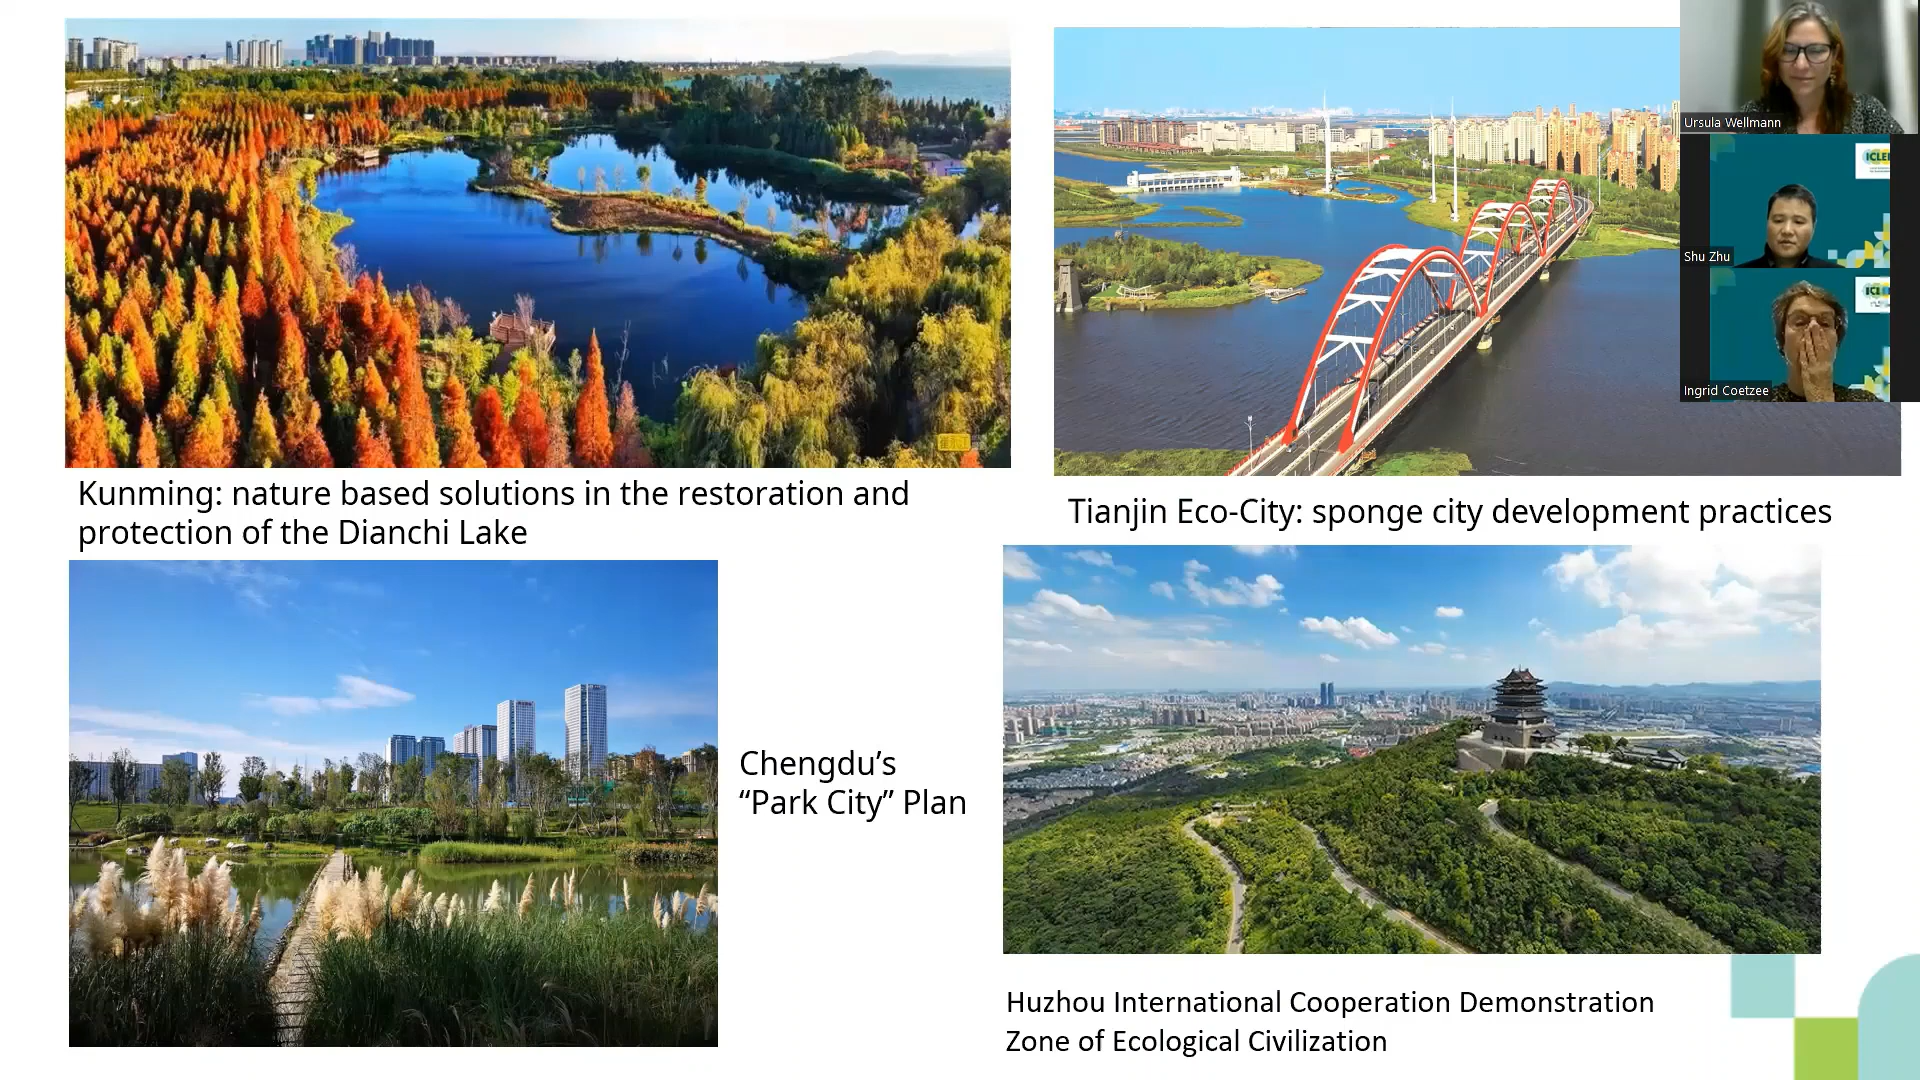 Kunming: nature based solutions in the restoration and
protection of the Dianchi Lake
Tianjin Eco-City: sponge city development practices
Chengdu’s
“Park City” Plan
Huzhou International Cooperation Demonstration
Zone of Ecological Civilization
Ursula Wellmann
Shu Zhu
Ingrid Coetzee